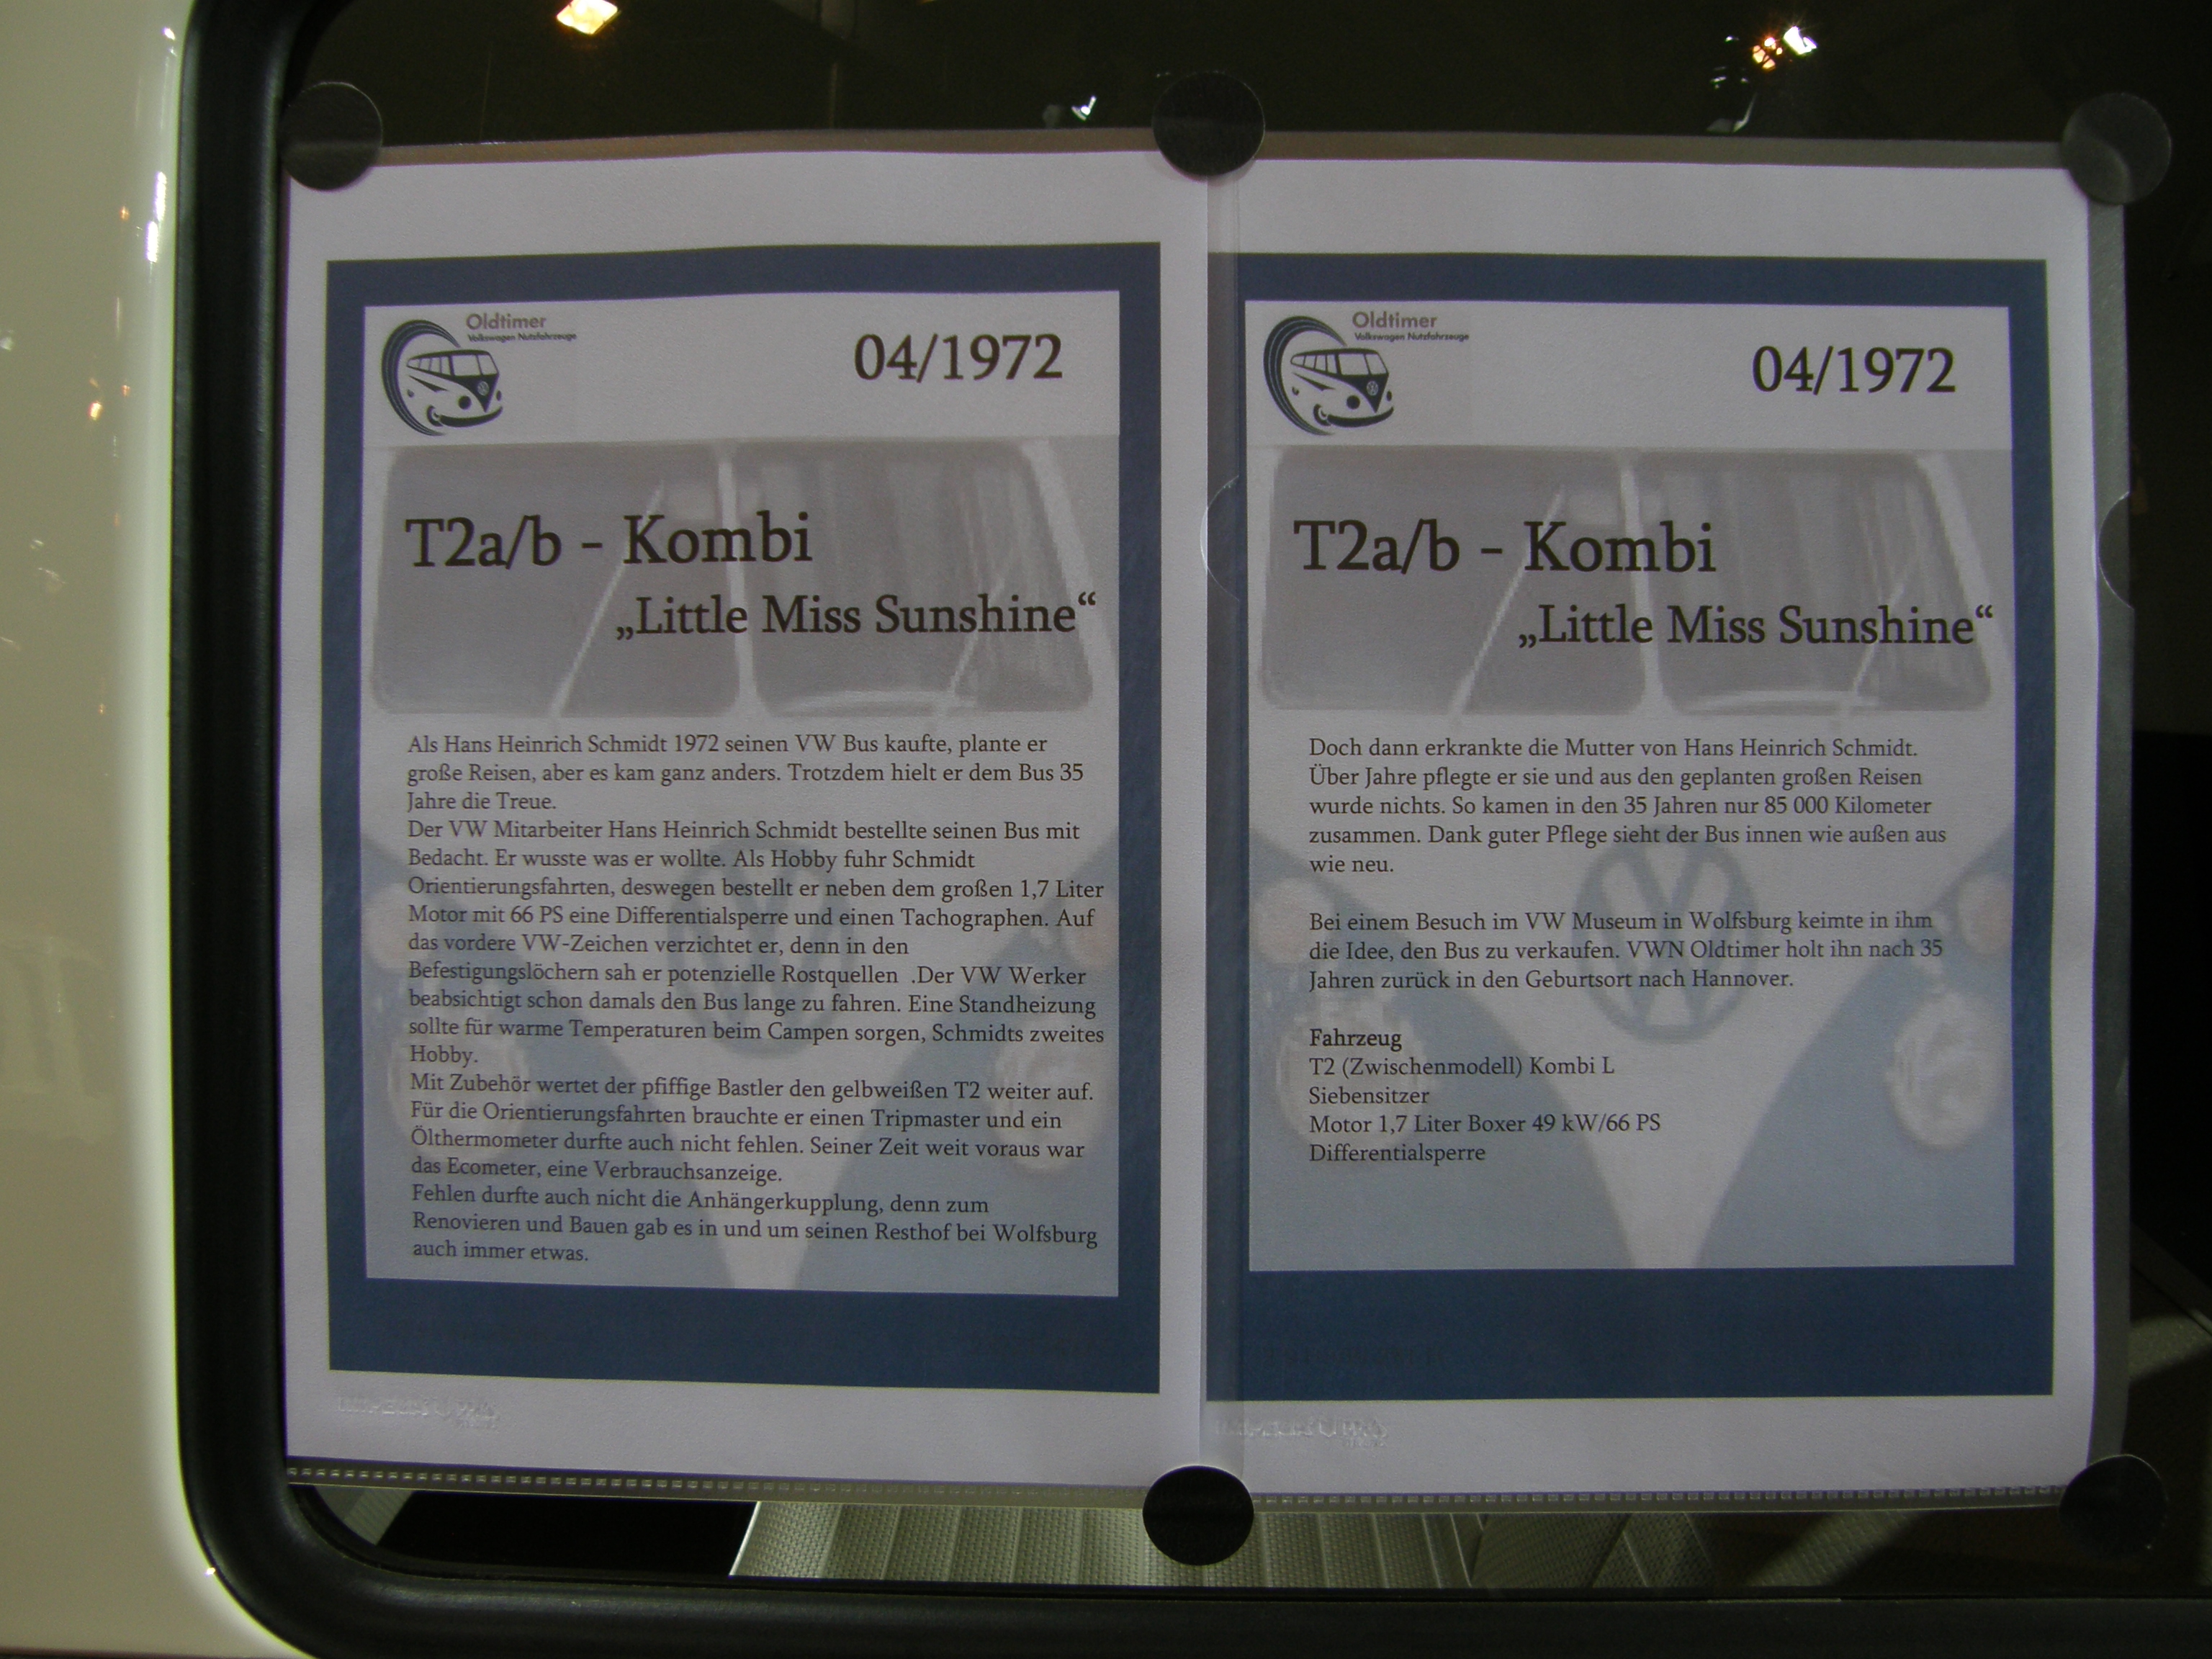 Oldtimer
Volkswagen Nutzfahrzeuge
04/1972
T2a/b - Kombi
„Little Miss Sunshine“
Als Hans Heinrich Schmidt 1972 seinen VW Bus kaufte, plante er
große Reisen, aber es kam ganz anders. Trotzdem hielt er dem Bus 35
Jahre die Treue.
Der VW Mitarbeiter Hans Heinrich Schmidt bestellte seinen Bus mit
Bedacht. Er wusste was er wollte. Als Hobby fuhr Schmidt
Orientierungsfahrten, deswegen bestellt er neben dem großen 1,7 Liter
Motor mit 66 PS eine Differentialsperre und einen Tachographen. Auf
das vordere VW-Zeichen verzichtet er, denn in den
Befestigungslöchern sah er potenzielle Rostquellen .Der VW Werker
beabsichtigt schon damals den Bus lange zu fahren. Eine Standheizung
sollte für warme Temperaturen beim Campen sorgen, Schmidts zweites
Hobby.
Mit Zubehör wertet der pfiffige Bastler den gelbweißen T2 weiter auf.
Für die Orientierungsfahrten brauchte er einen Tripmaster und ein
Ölthermometer durfte auch nicht fehlen. Seiner Zeit weit voraus war
das Ecometer, eine Verbrauchsanzeige.
Fehlen durfte auch nicht die Anhängerkupplung, denn zum
Renovieren und Bauen gab es in und um seinen Resthof bei Wolfsburg
auch immer etwas.
Oldtimer
Volkswagen Nutzfahrzeuge
04/1972
T2a/b - Kombi
„Little Miss Sunshine“
Doch dann erkrankte die Mutter von Hans Heinrich Schmidt.
Über Jahre pflegte er sie und aus den geplanten großen Reisen
wurde nichts. So kamen in den 35 Jahren nur 85 000 Kilometer
zusammen. Dank guter Pflege sieht der Bus innen wie außen aus
wie neu.
Bei einem Besuch im VW Museum in Wolfsburg keimte in ihm
die Idee, den Bus zu verkaufen. VWN Oldtimer holt ihn nach 35
Jahren zurück in den Geburtsort nach Hannover.
Fahrzeug
T2 (Zwischenmodell) Kombi L
Siebensitzer
Motor 1,7 Liter Boxer 49 kW/66 PS
Differentialsperre